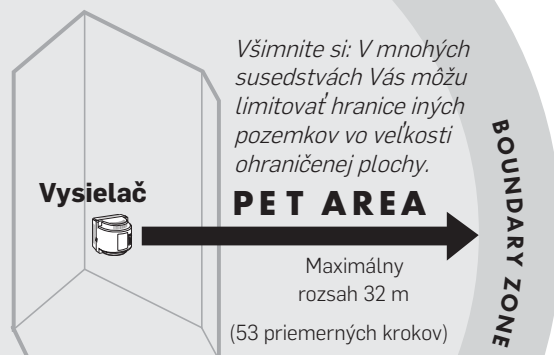 Všimnite si: V mnohých
susedstvách Vás môžu
limitovať hranice iných
pozemkov vo veľkosti
ohraničenej plochy.
Vysielač
PET AREA
Maximálny
rozsah 32 m
(53 priemerných krokov)
BOUNDARY ZONE